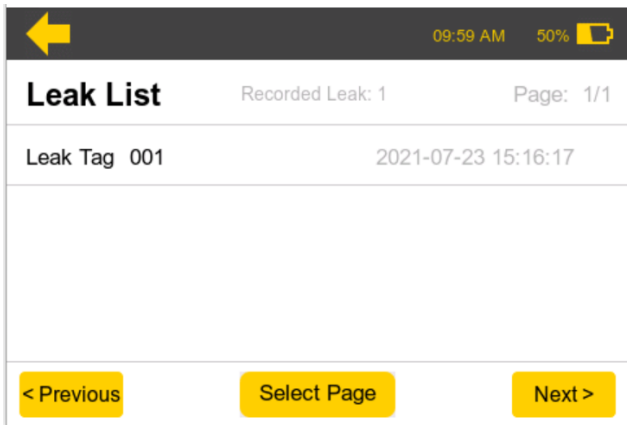 09:59 AM 50%
Leak List Recorded Leak: 1 Page: 1/1
Leak Tag 001 2021-07-23 15:16:17
< Previous Select Page Next >